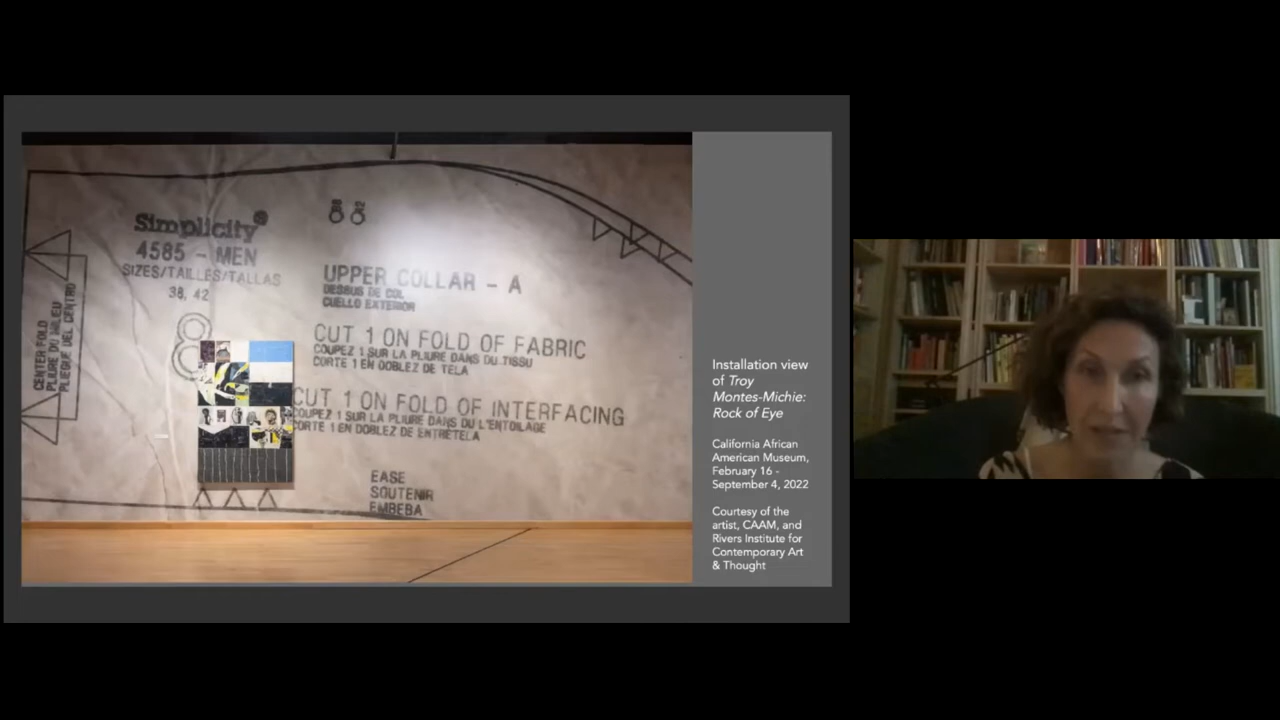 Simplicity®
4585 - MEN
SIZES/TAILLES/TALLAS
38, 42
38 42
UPPER COLLAR - A
DESSUS DE COL
CUELLO EXTERIOR
CUT 1 ON FOLD OF FABRIC
COUPEZ 1 SUR LA PLIURE DANS DU TISSU
CORTE 1 EN DOBLEZ DE TELA
CUT 1 ON FOLD OF INTERFACING
COUPEZ 1 SUR LA PLIURE DANS DU L'ENTOILAGE
CORTE 1 EN DOBLEZ DE ENTRETELA
EASE
SOUTENIR
EMBEBA
CENTER FOLD
PLIURE DU MILIEU
PLIEGUE DEL CENTRO
8
Installation view
of Troy
Montes-Michie:
Rock of Eye
California African
American Museum,
February 16 -
September 4, 2022
Courtesy of the
artist, CAAM, and
Rivers Institute for
Contemporary Art
& Thought